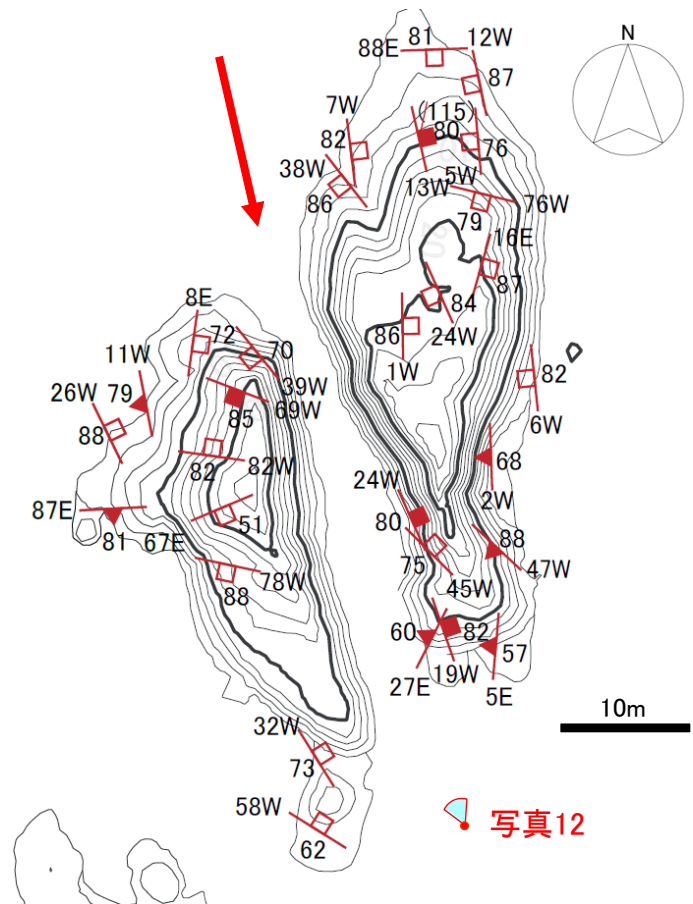 N
88E
81
12W
87
7W
82
(115)
80
76
38W
86
13W
5W
79
76W
16E
87
84
24W
86
1W
8E
72
70
11W
39W
26W
79
69W
85
88
82
82W
82
6W
68
2W
24W
80
87E
81
67E
51
75
88
47W
45W
78W
88
60
82
57
27E
19W
5E
10m
32W
73
58W
62
写真12